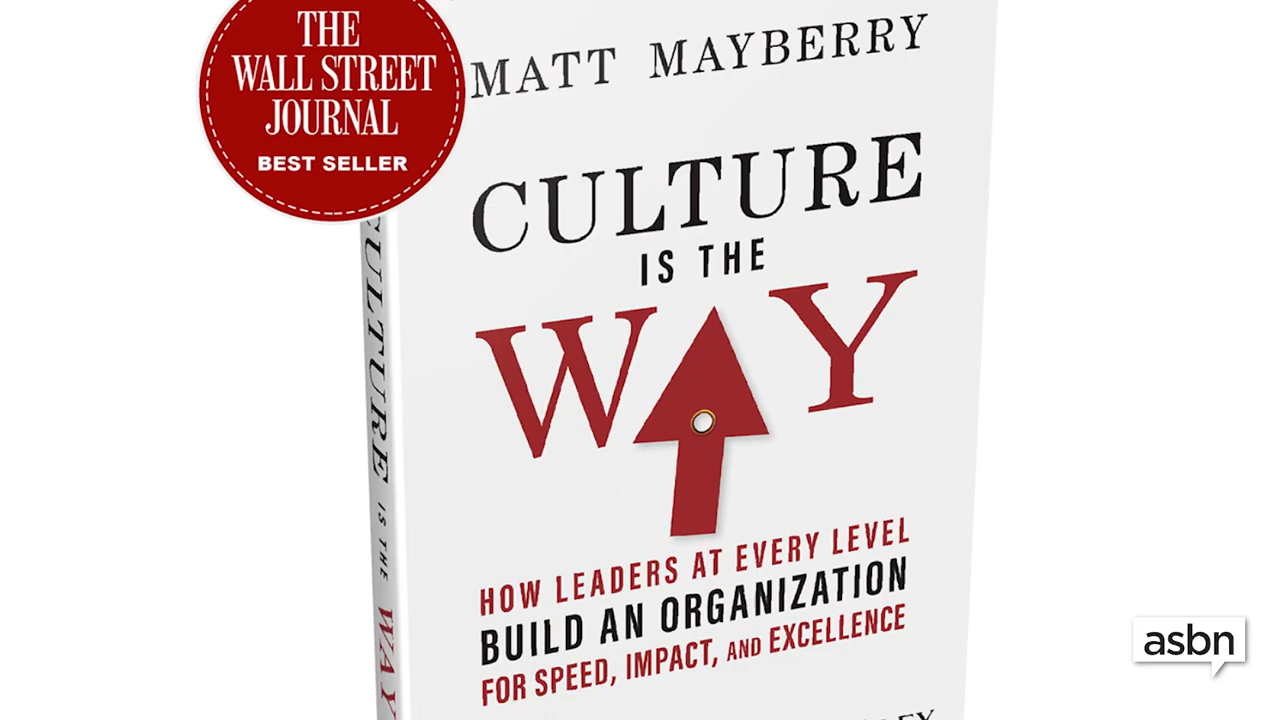 THE
WALL STREET
JOURNAL
BEST SELLER
MATT MAYBERRY
CULTURE
IS THE
WAY
HOW LEADERS AT EVERY LEVEL
BUILD AN ORGANIZATION
FOR SPEED, IMPACT, AND EXCELLENCE
CULTURE IS THE WAY
asbn